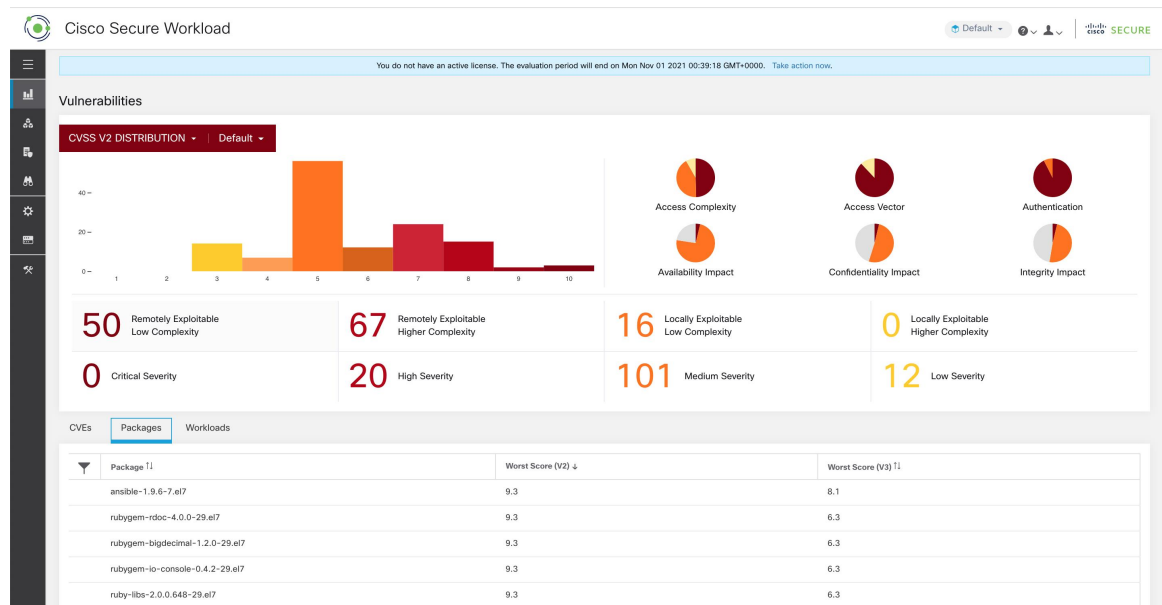 Cisco Secure Workload
Default
CISCO SECURE
You do not have an active license. The evaluation period will end on Mon Nov 01 2021 00:39:18 GMT+0000. Take action now.
Vulnerabilities
CVSS V2 DISTRIBUTION Default
40
20
0
1 2 3 4 5 6 7 8 9 10
Access Complexity Access Vector Authentication
Availability Impact Confidentiality Impact Integrity Impact
50 Remotely Exploitable
Low Complexity
67 Remotely Exploitable
Higher Complexity
16 Locally Exploitable
Low Complexity
0 Locally Exploitable
Higher Complexity
0 Critical Severity
20 High Severity
101 Medium Severity
12 Low Severity
CVEs Packages Workloads
Package Worst Score (V2) Worst Score (V3)
ansible-1.9.6-7.el7 9.3 8.1
rubygem-rdoc-4.0.0-29.el7 9.3 6.3
rubygem-bigdecimal-1.2.0-29.el7 9.3 6.3
rubygem-io-console-0.4.2-29.el7 9.3 6.3
ruby-libs-2.0.0.648-29.el7 9.3 6.3